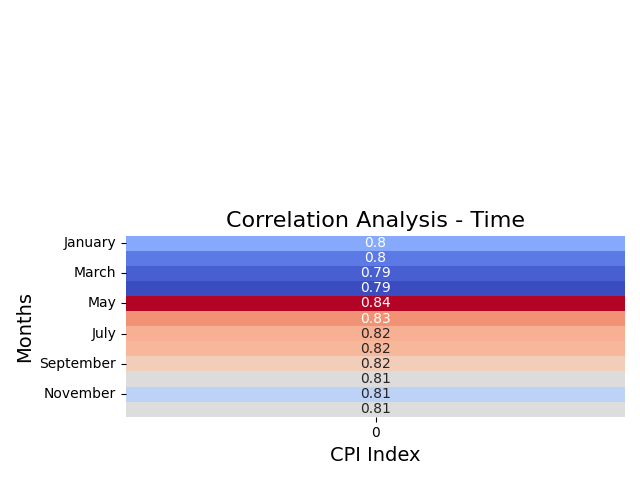 Correlation Analysis - Time
January 0.8
0.8
March 0.79
0.79
May 0.84
0.83
July 0.82
0.82
September 0.82
0.81
November 0.81
0.81
0
CPI Index
Months